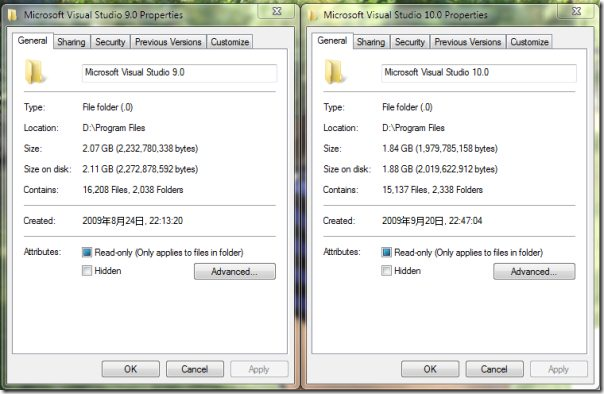 Microsoft Visual Studio 9.0 Properties
General Sharing Security Previous Versions Customize
Microsoft Visual Studio 9.0
Type: File folder (.0)
Location: D:\Program Files
Size: 2.07 GB (2,232,780,338 bytes)
Size on disk: 2.11 GB (2,272,878,592 bytes)
Contains: 16,208 Files, 2,038 Folders
Created: 2009年8月24日, 22:13:20
Attributes: Read-only (Only applies to files in folder)
Hidden Advanced...
OK Cancel Apply
Microsoft Visual Studio 10.0 Properties
General Sharing Security Previous Versions Customize
Microsoft Visual Studio 10.0
Type: File folder (.0)
Location: D:\Program Files
Size: 1.84 GB (1,979,785,158 bytes)
Size on disk: 1.88 GB (2,019,622,912 bytes)
Contains: 15,137 Files, 2,338 Folders
Created: 2009年9月20日, 22:47:04
Attributes: Read-only (Only applies to files in folder)
Hidden Advanced...
OK Cancel Apply